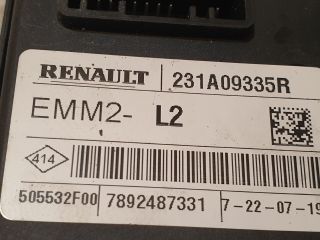 RENAULT 231A09335R
EMM2- L2
414
505532F00 7892487331 7-22-07-19